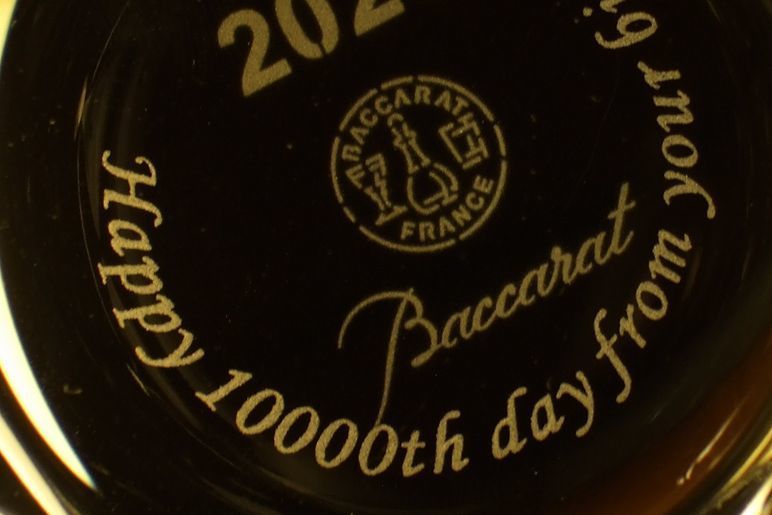 202
BACCARAT
FRANCE
Baccarat
Happy 10000th day from your